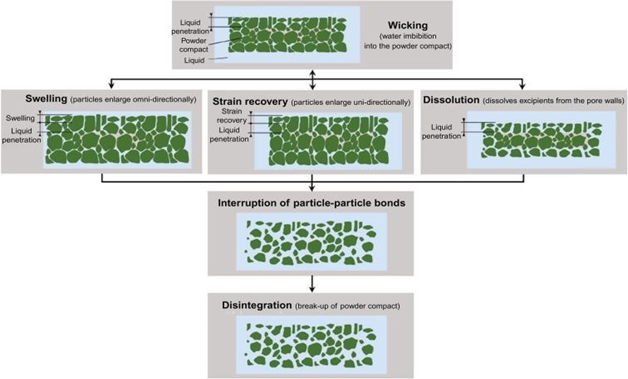 Wicking
(water imbibition
into the powder compact)
Liquid
penetration
Powder
compact
Liquid
Swelling (particles enlarge omni-directionally)
Swelling
Liquid
penetration
Strain recovery (particles enlarge uni-directionally)
Strain
recovery
Liquid
penetration
Dissolution (dissolves excipients from the pore walls)
Liquid
penetration
Interruption of particle-particle bonds
Disintegration (break-up of powder compact)